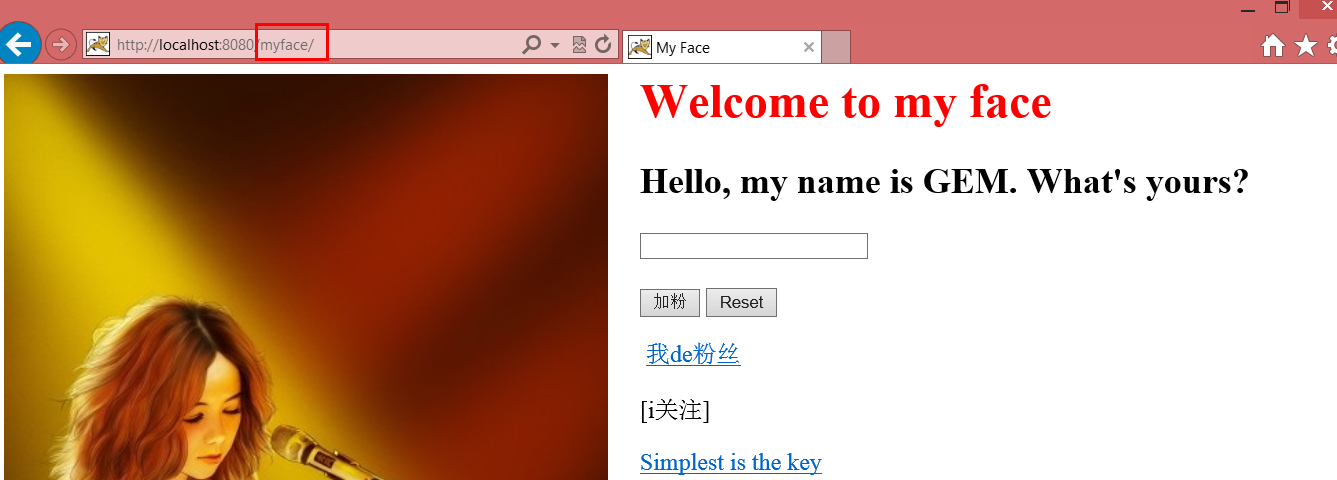 http://localhost:8080/myface/
My Face
Welcome to my face
Hello, my name is GEM. What's yours?
加粉 Reset
我de粉丝
[i关注]
Simplest is the key